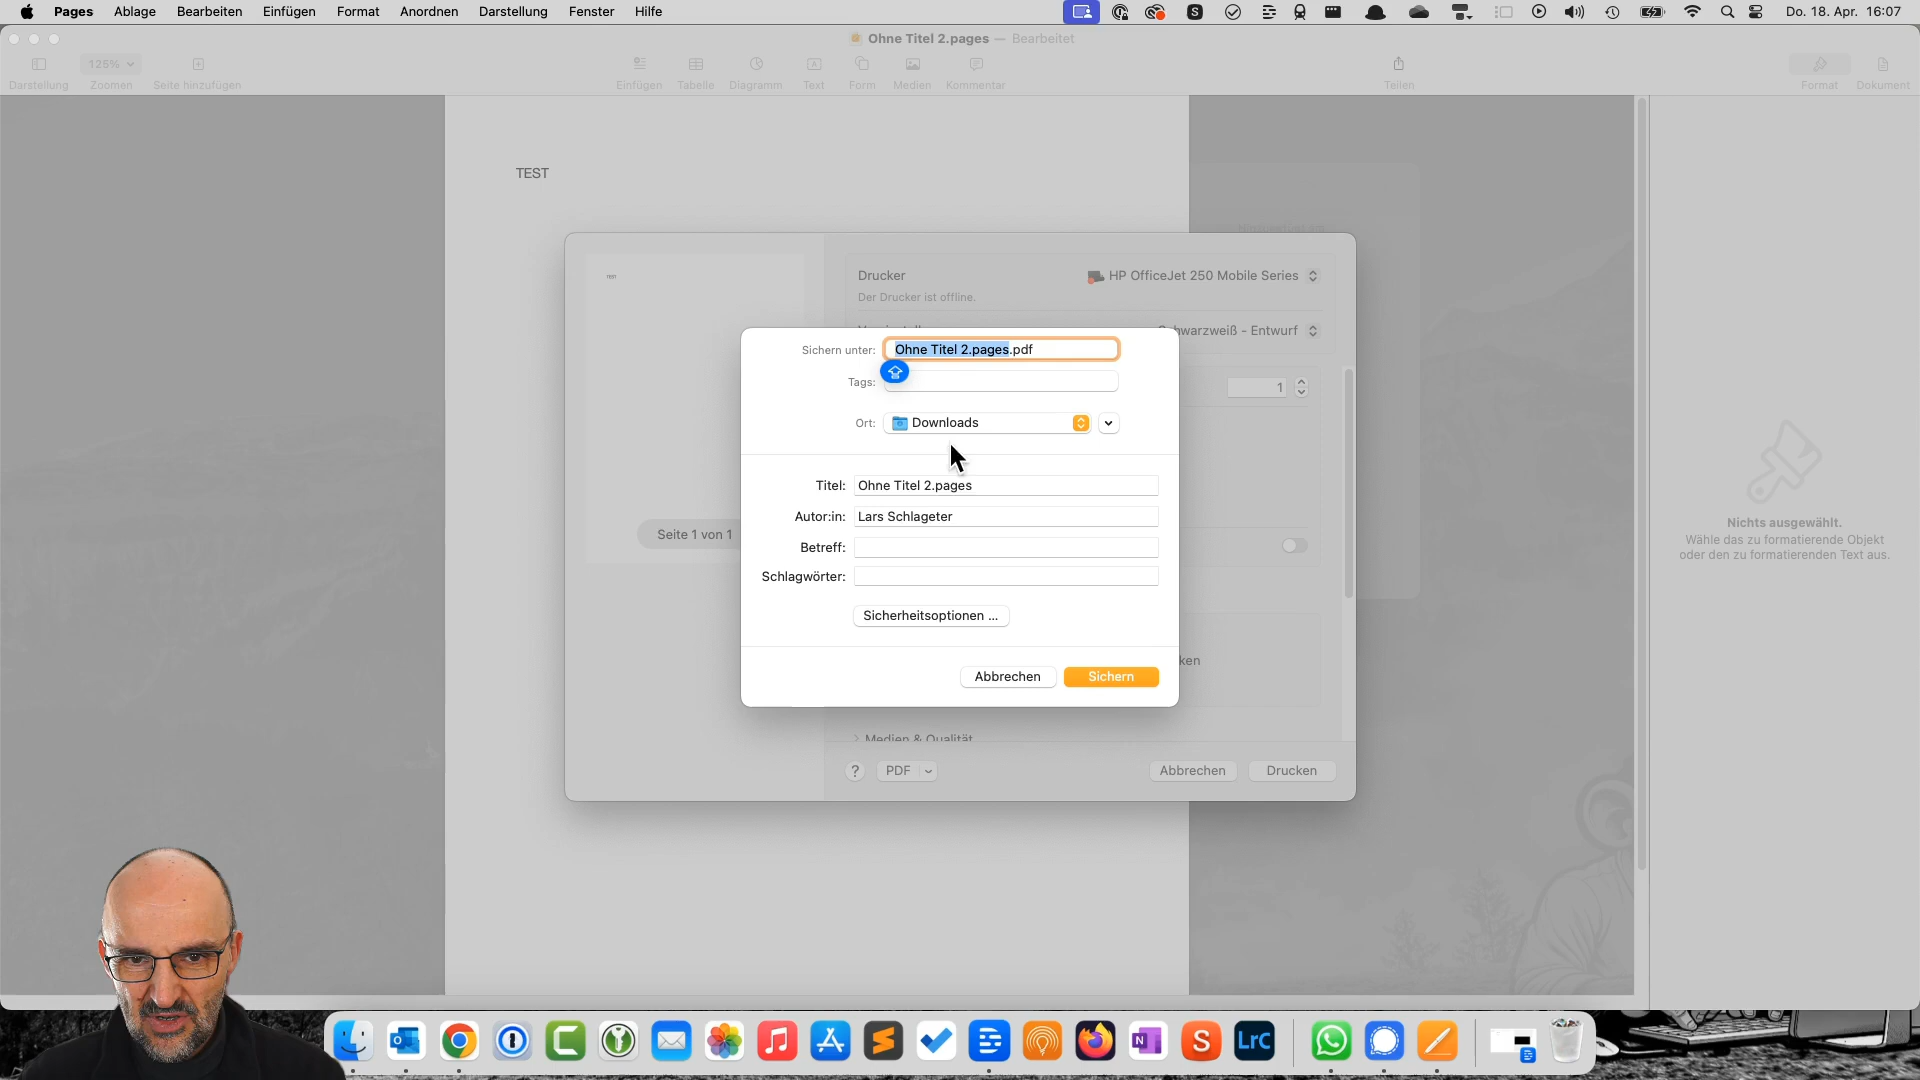 Pages Ablage Bearbeiten Einfügen Format Anordnen Darstellung Fenster Hilfe Do. 18. Apr. 16:07
Ohne Titel 2.pages — Bearbeitet
125%
Darstellung Zoomen Seite hinzufügen Einfügen Tabelle Diagramm Text Form Medien Kommentar Teilen Format Dokument
TEST
Drucker HP OfficeJet 250 Mobile Series
Der Drucker ist offline.
Schwarzweiß - Entwurf
Sichern unter: Ohne Titel 2.pages.pdf
Tags:
1
Ort: Downloads
Titel: Ohne Titel 2.pages
Autor:in: Lars Schlageter
Seite 1 von 1
Betreff:
Schlagwörter:
Sicherheitsoptionen ...
ken
Abbrechen Sichern
Medien & Qualität
? PDF Abbrechen Drucken
Nichts ausgewählt.
Wähle das zu formatierende Objekt
oder den zu formatierenden Text aus.
LrC